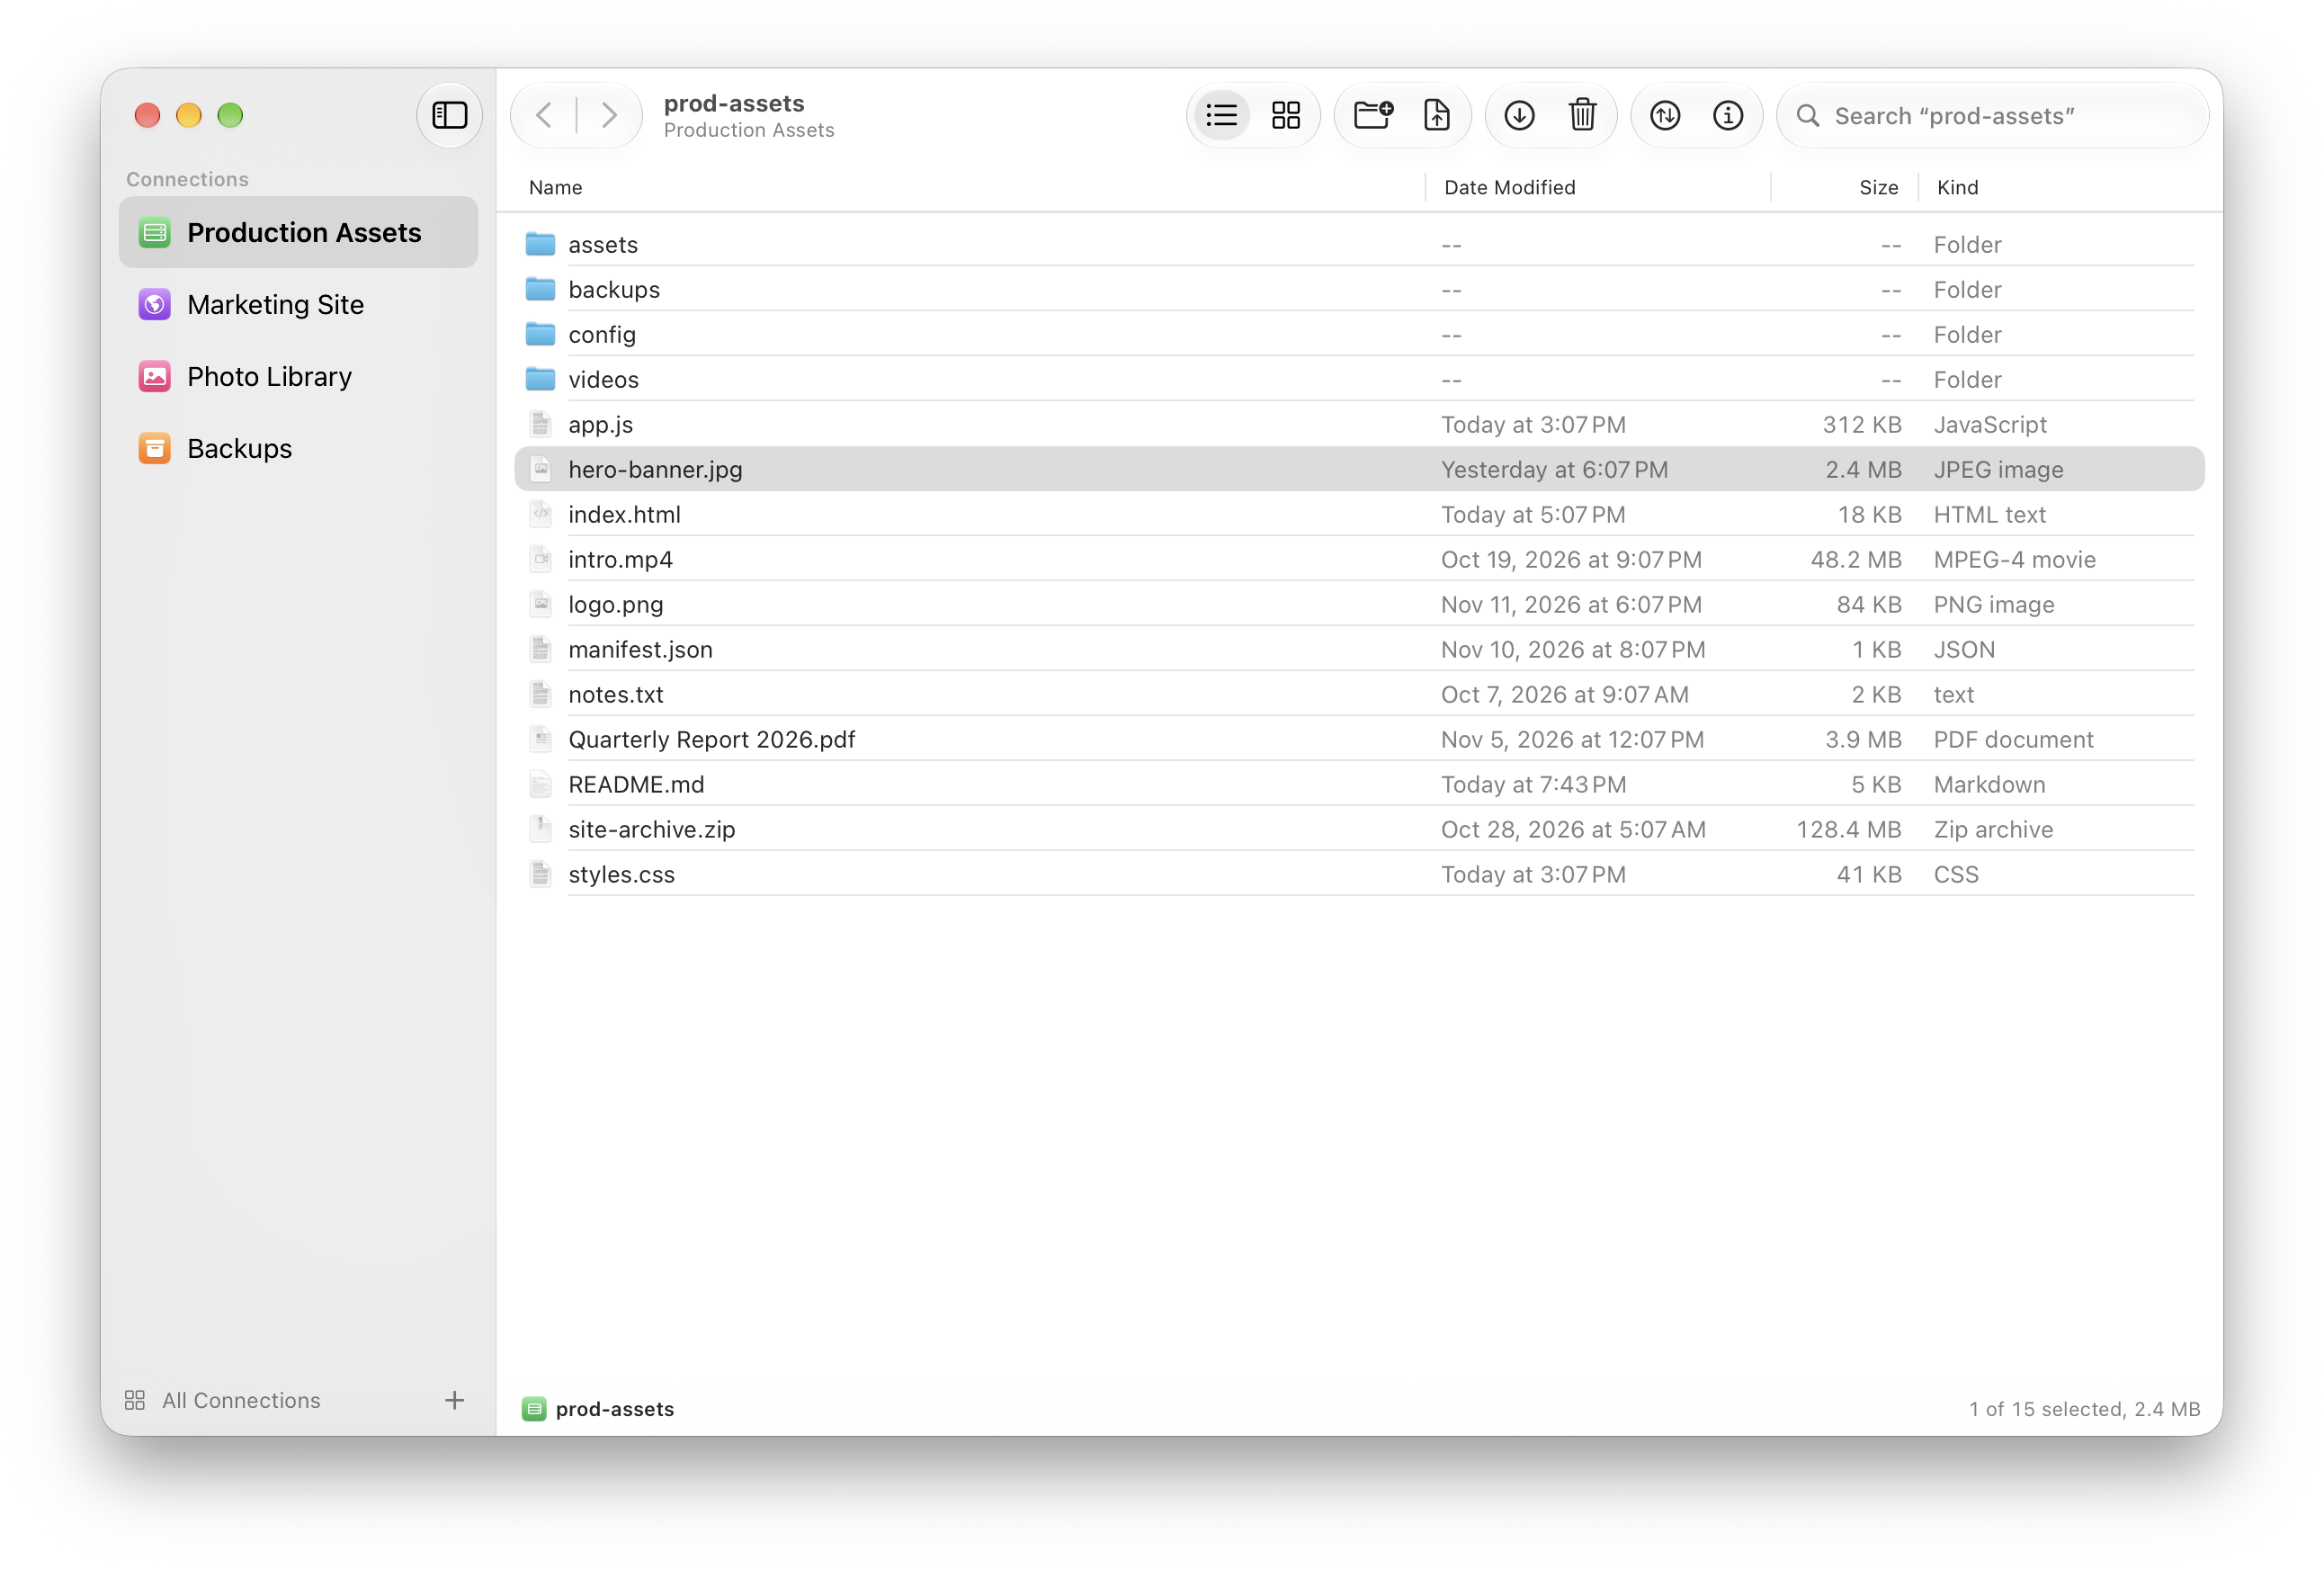 prod-assets
Production Assets
Search “prod-assets”
Connections
Production Assets
Marketing Site
Photo Library
Backups
All Connections
Name Date Modified Size Kind
assets -- -- Folder
backups -- -- Folder
config -- -- Folder
videos -- -- Folder
app.js Today at 3:07 PM 312 KB JavaScript
hero-banner.jpg Yesterday at 6:07 PM 2.4 MB JPEG image
index.html Today at 5:07 PM 18 KB HTML text
intro.mp4 Oct 19, 2026 at 9:07 PM 48.2 MB MPEG-4 movie
logo.png Nov 11, 2026 at 6:07 PM 84 KB PNG image
manifest.json Nov 10, 2026 at 8:07 PM 1 KB JSON
notes.txt Oct 7, 2026 at 9:07 AM 2 KB text
Quarterly Report 2026.pdf Nov 5, 2026 at 12:07 PM 3.9 MB PDF document
README.md Today at 7:43 PM 5 KB Markdown
site-archive.zip Oct 28, 2026 at 5:07 AM 128.4 MB Zip archive
styles.css Today at 3:07 PM 41 KB CSS
prod-assets
1 of 15 selected, 2.4 MB